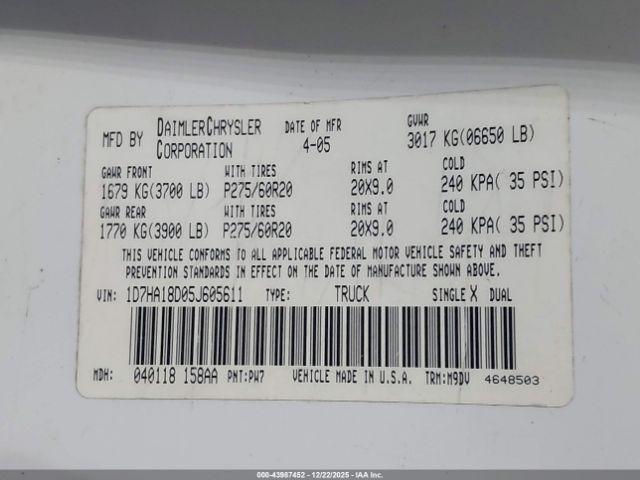 MFD BY DAIMLERCHRYSLER CORPORATION DATE OF MFR 4-05 GVWR 3017 KG(06650 LB)
GAWR FRONT WITH TIRES RIMS AT COLD
1679 KG(3700 LB) P275/60R20 20X9.0 240 KPA( 35 PSI)
GAWR REAR WITH TIRES RIMS AT COLD
1770 KG(3900 LB) P275/60R20 20X9.0 240 KPA( 35 PSI)
THIS VEHICLE CONFORMS TO ALL APPLICABLE FEDERAL MOTOR VEHICLE SAFETY AND THEFT
PREVENTION STANDARDS IN EFFECT ON THE DATE OF MANUFACTURE SHOWN ABOVE.
VIN: 1D7HA18D05J605611 TYPE: TRUCK SINGLE X DUAL
MDH: 040118 158AA PNT:PW7 VEHICLE MADE IN U.S.A. TRM:M9DV 4648503
000-43987452 - 12/22/2025 - IAA Inc.